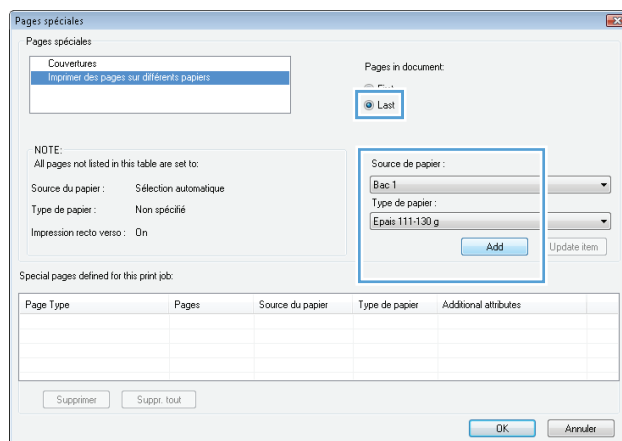 Pages spéciales
Pages spéciales
Couvertures
Imprimer des pages sur différents papiers
Pages in document:
Last
NOTE:
All pages not listed in this table are set to:
Source du papier : Sélection automatique
Type de papier : Non spécifié
Impression recto verso : On
Source de papier :
Bac 1
Type de papier :
Epais 111-130 g
Add Update item
Special pages defined for this print job:
Page Type Pages Source du papier Type de papier Additional attributes
Supprimer Suppr. tout
OK Annuler